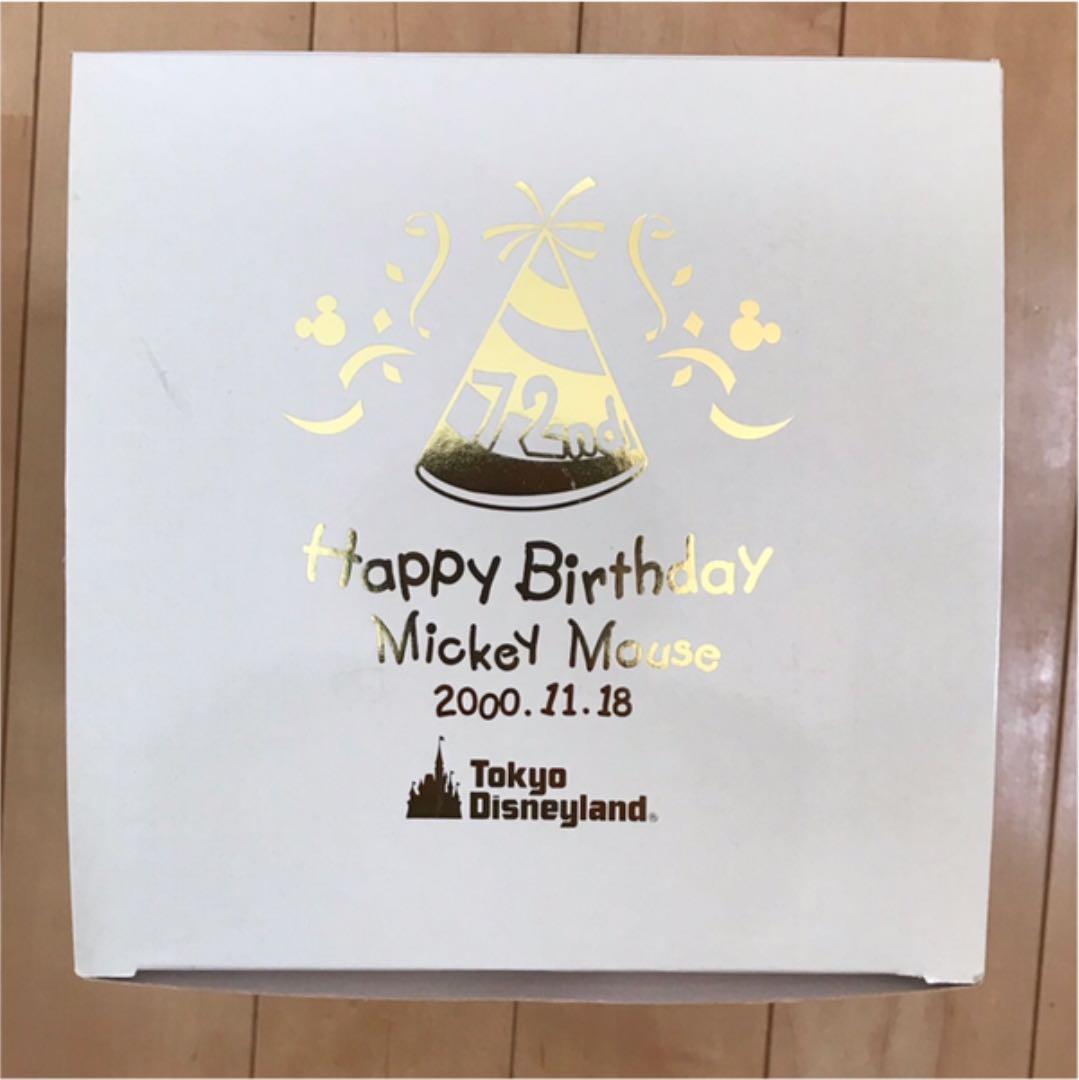 72nd
Happy Birthday
Mickey Mouse
2000.11.18
Tokyo
Disneyland®